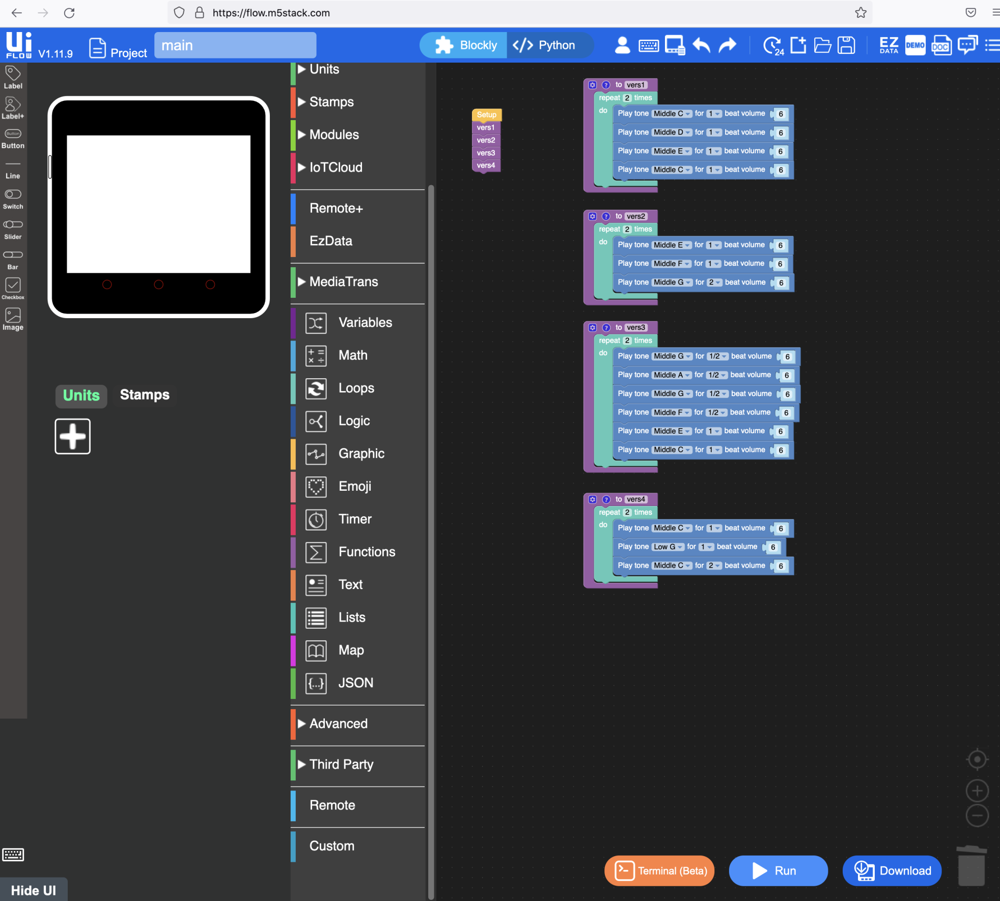 https://flow.m5stack.com
Ui
FLOW
V1.11.9
Project
main
Blockly
</> Python
24
EZ
DATA
DEMO
DOC
Label
Label+
Button
Button
Line
Switch
Slider
Bar
Checkbox
Image
Units
Stamps
Hide UI
Units
Stamps
Modules
IoTCloud
Remote+
EzData
MediaTrans
Variables
Math
Loops
Logic
Graphic
Emoji
Timer
Functions
Text
Lists
Map
{...} JSON
Advanced
Third Party
Remote
Custom
Setup
vers1
vers2
vers3
vers4
? to vers1
repeat 2 times
do Play tone Middle C for 1 beat volume 6
Play tone Middle D for 1 beat volume 6
Play tone Middle E for 1 beat volume 6
Play tone Middle C for 1 beat volume 6
? to vers2
repeat 2 times
do Play tone Middle E for 1 beat volume 6
Play tone Middle F for 1 beat volume 6
Play tone Middle G for 2 beat volume 6
? to vers3
repeat 2 times
do Play tone Middle G for 1/2 beat volume 6
Play tone Middle A for 1/2 beat volume 6
Play tone Middle G for 1/2 beat volume 6
Play tone Middle F for 1/2 beat volume 6
Play tone Middle E for 1 beat volume 6
Play tone Middle C for 1 beat volume 6
? to vers4
repeat 2 times
do Play tone Middle C for 1 beat volume 6
Play tone Low G for 1 beat volume 6
Play tone Middle C for 2 beat volume 6
Terminal (Beta)
Run
Download